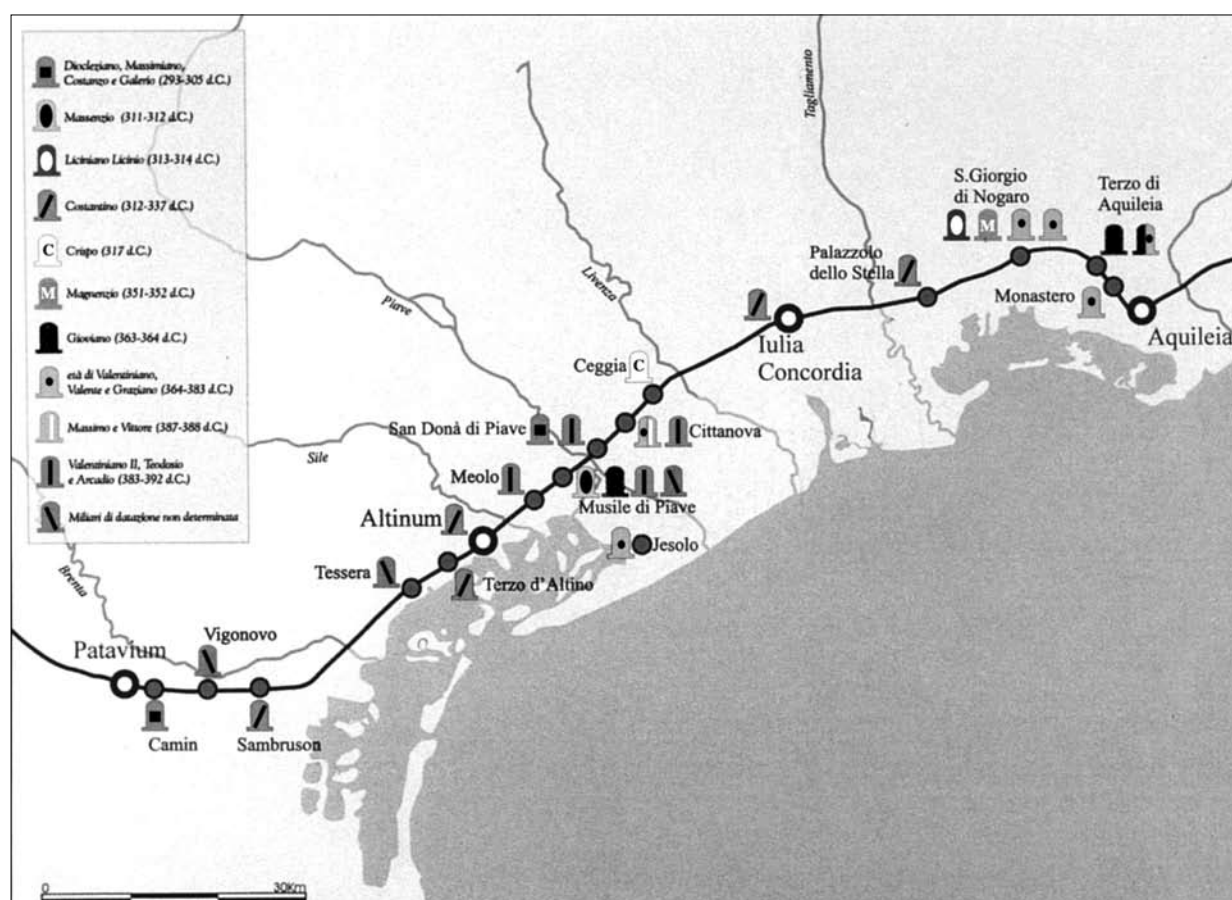 Diocleziano, Massimiano,
Costanzo e Galerio (293-305 d.C.)
Massenzio (311-312 d.C.)
Liciniano Licinio (313-314 d.C.)
Costantino (312-337 d.C.)
C
Crispo (317 d.C.)
M
Magnenzio (351-352 d.C.)
Gioviano (363-364 d.C.)
età di Valentiniano,
Valente e Graziano (364-383 d.C.)
Massimo e Vittore (387-388 d.C.)
Valentiniano II, Teodosio
e Arcadio (383-392 d.C.)
Miliari di datazione non determinata
Tagliamento
S.Giorgio
di Nogaro
M
Terzo di
Aquileia
Palazzolo
dello Stella
Monastero
Aquileia
Livenza
Piave
Iulia
Concordia
Ceggia
C
San Donà di Piave
Cittanova
Sile
Meolo
Musile di Piave
Altinum
Jesolo
Tessera
Terzo d'Altino
Brenta
Vigonovo
Patavium
Camin
Sambruson
0
30Km